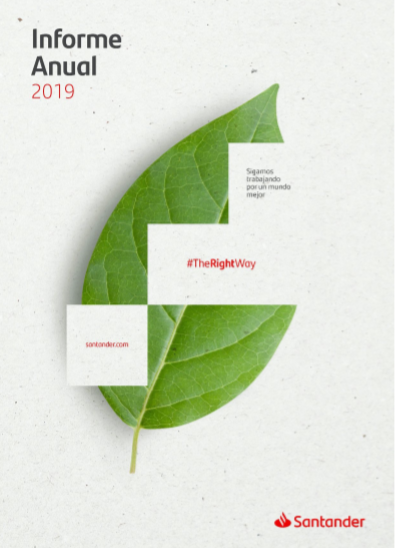 Informe
Anual
2019
Sigamos
trabajando
por un mundo
mejor
#TheRightWay
santander.com
Santander